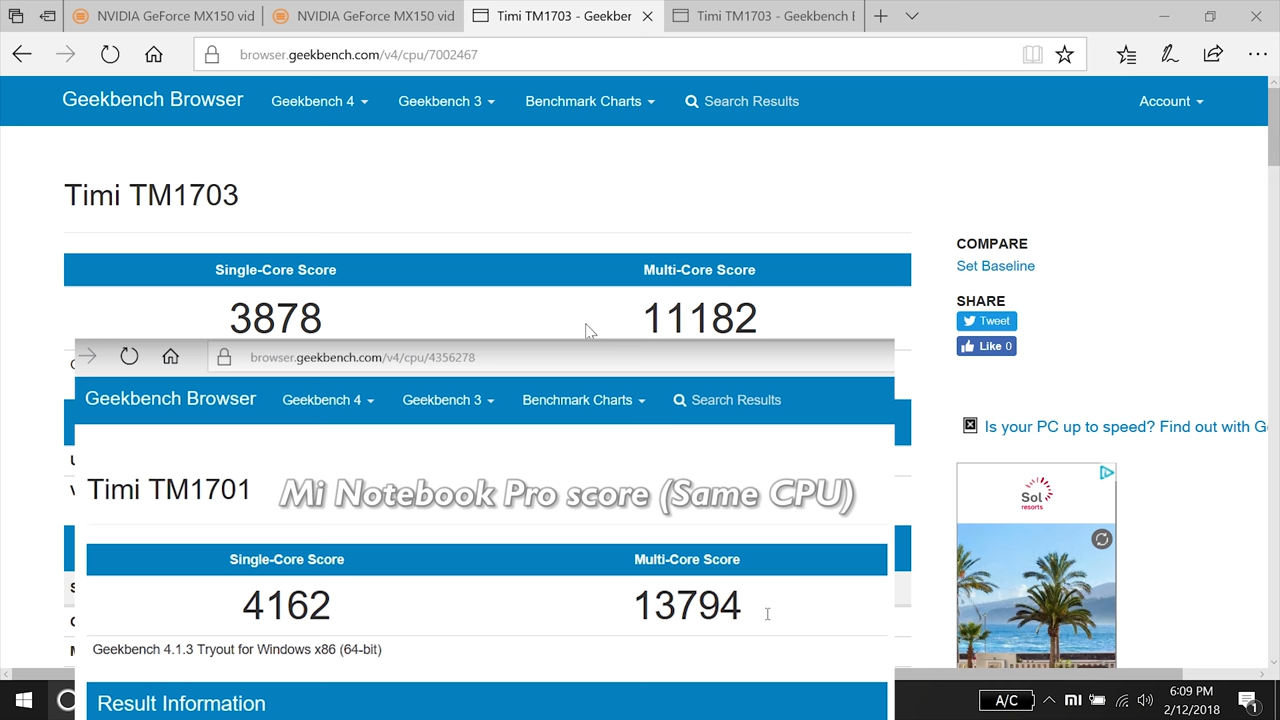 NVIDIA GeForce MX150 vid
NVIDIA GeForce MX150 vid
Timi TM1703 - Geekber
Timi TM1703 - Geekbench B
browser.geekbench.com/v4/cpu/7002467
Geekbench Browser
Geekbench 4
Geekbench 3
Benchmark Charts
Search Results
Account
Timi TM1703
Single-Core Score
Multi-Core Score
3878
11182
COMPARE
Set Baseline
SHARE
Tweet
Like 0
Is your PC up to speed? Find out with G
Sol
resorts
browser.geekbench.com/v4/cpu/4356278
Geekbench Browser
Geekbench 4
Geekbench 3
Benchmark Charts
Search Results
Timi TM1701
Mi Notebook Pro score (Same CPU)
Single-Core Score
Multi-Core Score
4162
13794
Geekbench 4.1.3 Tryout for Windows x86 (64-bit)
Result Information
A/C
6:09 PM
2/12/2018
1